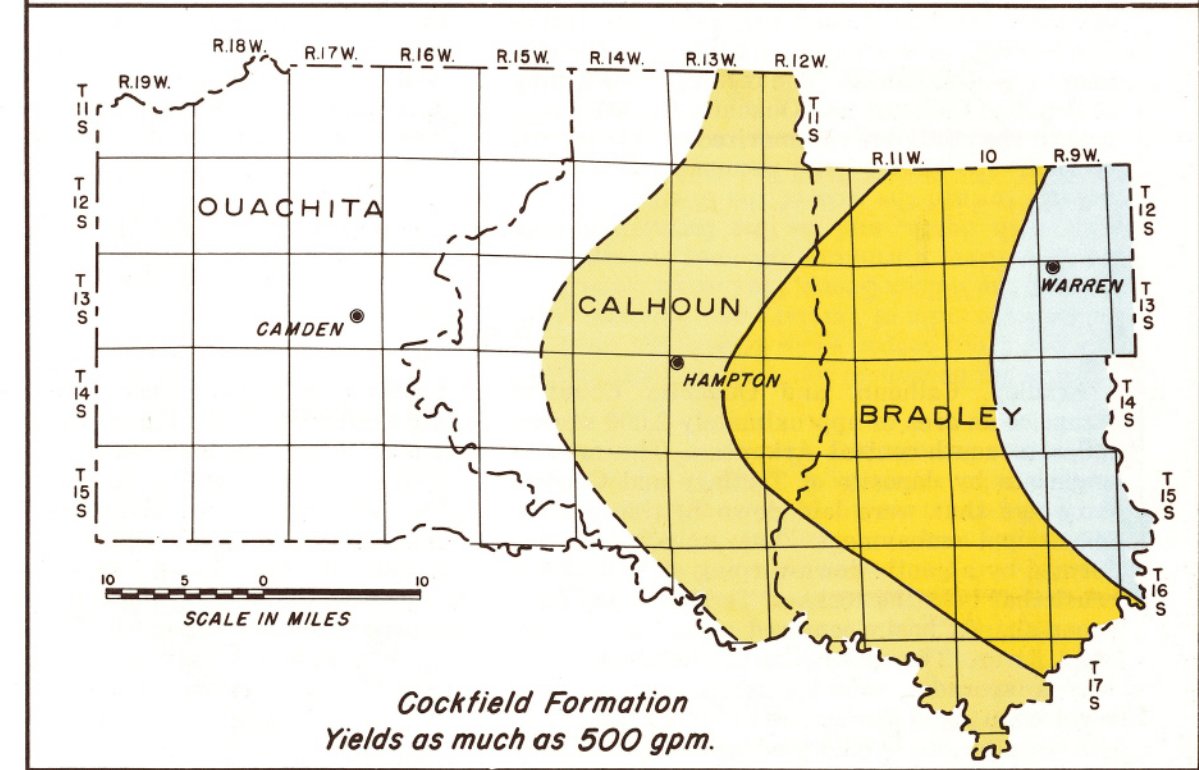 R.18W.
R.19W.
R.17W.
R.16W.
R.15W.
R.14W.
R.13W.
R.12W.
T
11
S
T
11
S
R.11W.
10
R.9W.
T
12
S
T
12
S
OUACHITA
T
13
S
CAMDEN
CALHOUN
WARREN
T
13
S
T
14
S
HAMPTON
BRADLEY
T
14
S
T
15
S
T
15
S
10
5
0
10
SCALE IN MILES
T
16
S
T
17
S
Cockfield Formation
Yields as much as 500 gpm.